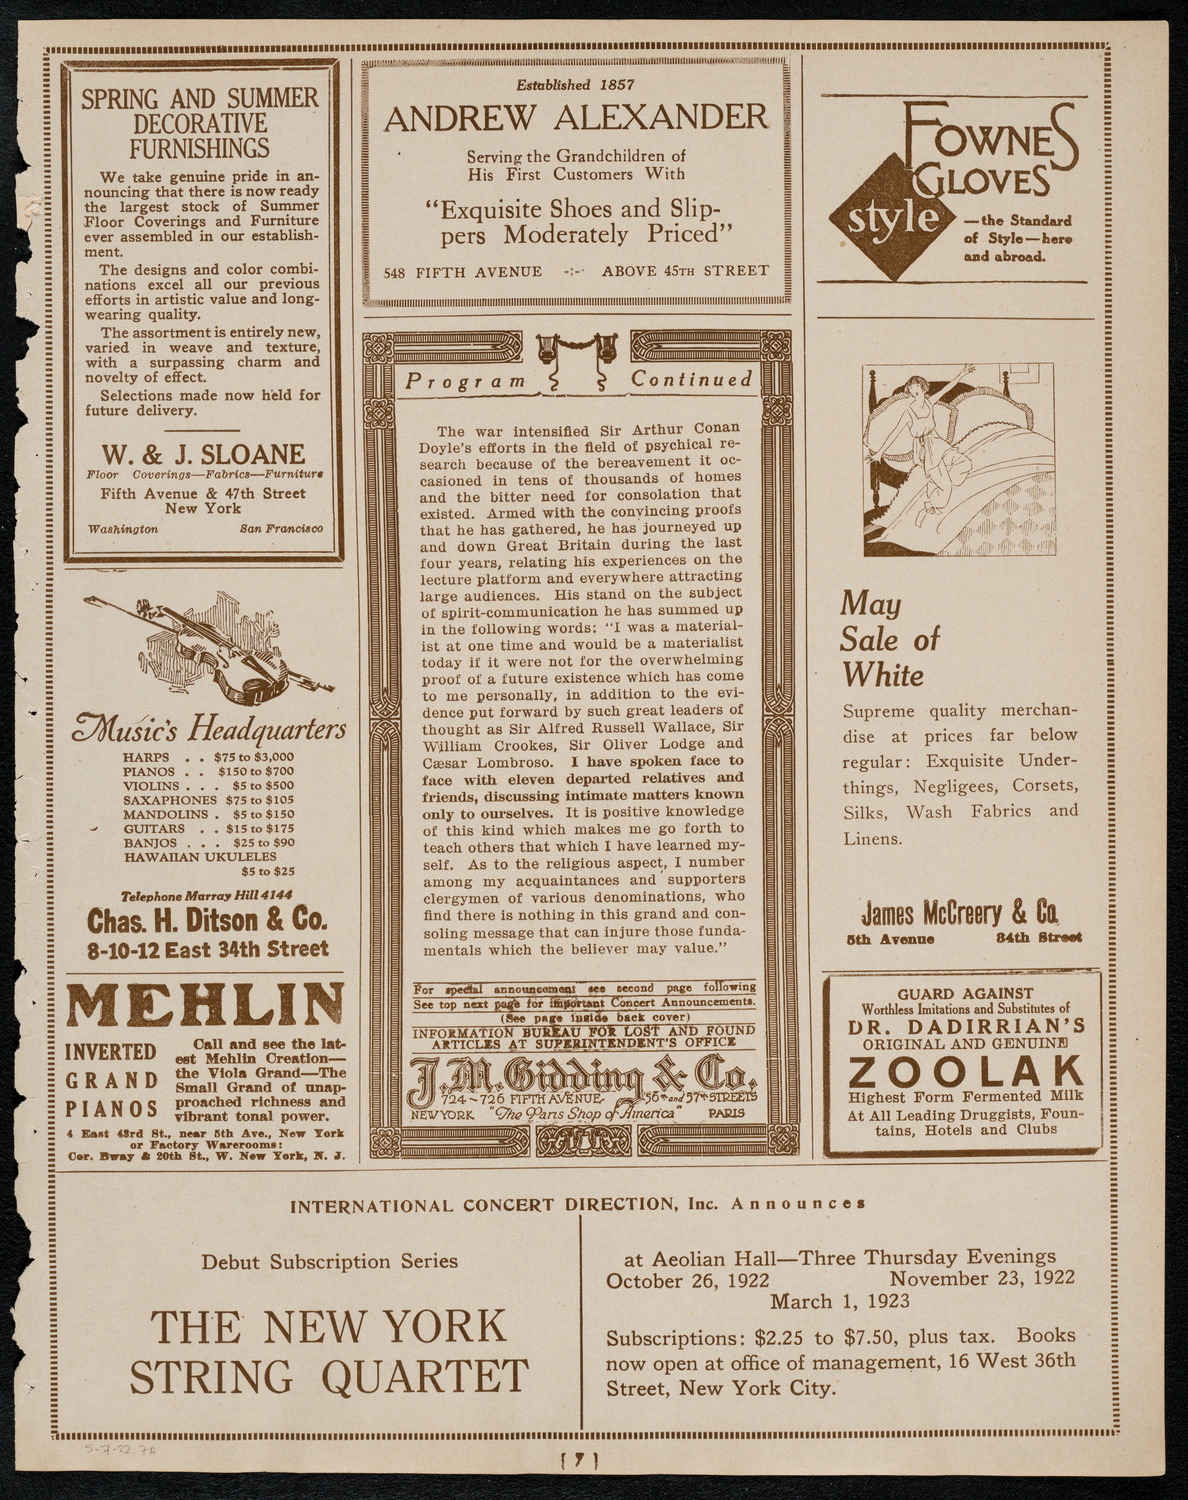 SPRING AND SUMMER
DECORATIVE
FURNISHINGS
We take genuine pride in an-
nouncing that there is now ready
the largest stock of Summer
Floor Coverings and Furniture
ever assembled in our establish-
ment.
The designs and color combi-
nations excel all our previous
efforts in artistic value and long-
wearing quality.
The assortment is entirely new,
varied in weave and texture,
with a surpassing charm and
novelty of effect.
Selections made now held for
future delivery.
W. & J. SLOANE
Floor Coverings—Fabrics—Furniture
Fifth Avenue & 47th Street
New York
Washington San Francisco
Music's Headquarters
HARPS . . $75 to $3,000
PIANOS . . $150 to $700
VIOLINS . . . $5 to $500
SAXAPHONES $75 to $105
MANDOLINS . $5 to $150
GUITARS . . $15 to $175
BANJOS . . . $25 to $90
HAWAIIAN UKULELES
$5 to $25
Telephone Murray Hill 4144
Chas. H. Ditson & Co.
8-10-12 East 34th Street
MEHLIN
INVERTED
GRAND
PIANOS
Call and see the lat-
est Mehlin Creation—
the Viola Grand—The
Small Grand of unap-
proached richness and
vibrant tonal power.
4 East 43rd St., near 5th Ave., New York
or Factory Warerooms:
Cor. Bway & 20th St., W. New York, N. J.
Established 1857
ANDREW ALEXANDER
Serving the Grandchildren of
His First Customers With
"Exquisite Shoes and Slip-
pers Moderately Priced"
548 FIFTH AVENUE -:- ABOVE 45TH STREET
Program Continued
The war intensified Sir Arthur Conan
Doyle's efforts in the field of psychical re-
search because of the bereavement it oc-
casioned in tens of thousands of homes
and the bitter need for consolation that
existed. Armed with the convincing proofs
that he has gathered, he has journeyed up
and down Great Britain during the last
four years, relating his experiences on the
lecture platform and everywhere attracting
large audiences. His stand on the subject
of spirit-communication he has summed up
in the following words: "I was a material-
ist at one time and would be a materialist
today if it were not for the overwhelming
proof of a future existence which has come
to me personally, in addition to the evi-
dence put forward by such great leaders of
thought as Sir Alfred Russell Wallace, Sir
William Crookes, Sir Oliver Lodge and
Cæsar Lombroso. I have spoken face to
face with eleven departed relatives and
friends, discussing intimate matters known
only to ourselves. It is positive knowledge
of this kind which makes me go forth to
teach others that which I have learned my-
self. As to the religious aspect, I number
among my acquaintances and supporters
clergymen of various denominations, who
find there is nothing in this grand and con-
soling message that can injure those funda-
mentals which the believer may value."
For special announcement see second page following
See top next page for important Concert Announcements.
(See page inside back cover)
INFORMATION BUREAU FOR LOST AND FOUND
ARTICLES AT SUPERINTENDENT'S OFFICE
J.M. Gidding & Co.
724~726 FIFTH AVENUE 56th and 57th STREETS
NEW YORK "The Paris Shop of America" PARIS
FOWNES
GLOVES
style
—the Standard
of Style—here
and abroad.
May
Sale of
White
Supreme quality merchan-
dise at prices far below
regular: Exquisite Under-
things, Negligees, Corsets,
Silks, Wash Fabrics and
Linens.
James McCreery & Co.
5th Avenue 34th Street
GUARD AGAINST
Worthless Imitations and Substitutes of
DR. DADIRRIAN'S
ORIGINAL AND GENUINE
ZOOLAK
Highest Form Fermented Milk
At All Leading Druggists, Foun-
tains, Hotels and Clubs
INTERNATIONAL CONCERT DIRECTION, Inc. Announces
Debut Subscription Series
THE NEW YORK
STRING QUARTET
at Aeolian Hall—Three Thursday Evenings
October 26, 1922 November 23, 1922
March 1, 1923
Subscriptions: $2.25 to $7.50, plus tax. Books
now open at office of management, 16 West 36th
Street, New York City.
5-7-22.7A
[ 7 ]